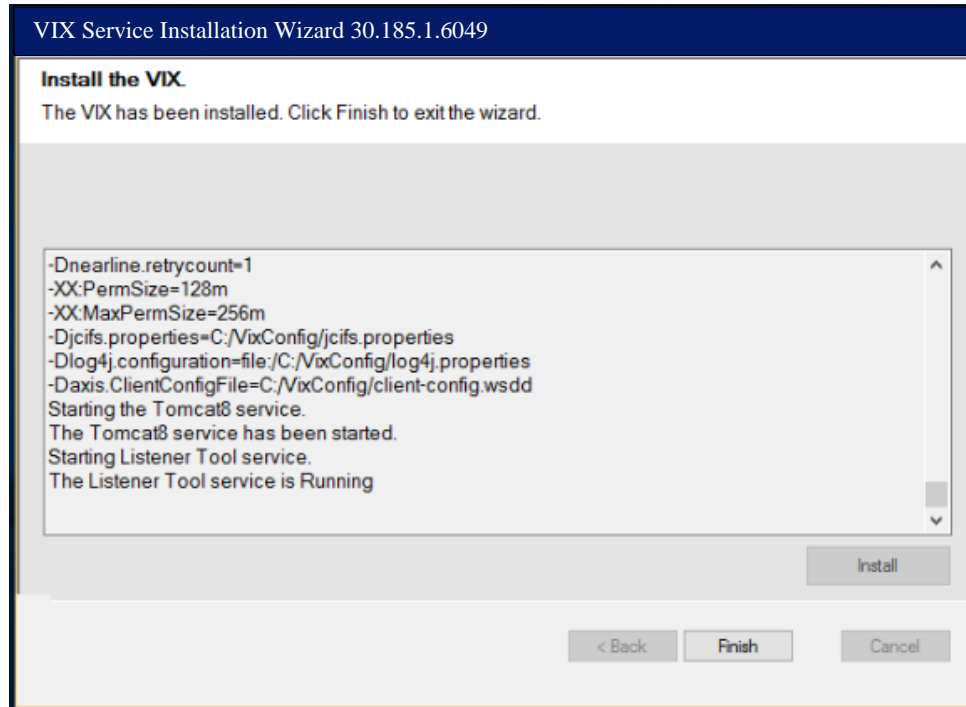 VIX Service Installation Wizard 30.185.1.6049
Install the VIX.
The VIX has been installed. Click Finish to exit the wizard.
-Dnearline.retrycount=1
-XX:PermSize=128m
-XX:MaxPermSize=256m
-Djcifs.properties=C:/VixConfig/jcifs.properties
-Dlog4j.configuration=file:/C:/VixConfig/log4j.properties
-Daxis.ClientConfigFile=C:/VixConfig/client-config.wsdd
Starting the Tomcat8 service.
The Tomcat8 service has been started.
Starting Listener Tool service.
The Listener Tool service is Running
Install
< Back Finish Cancel